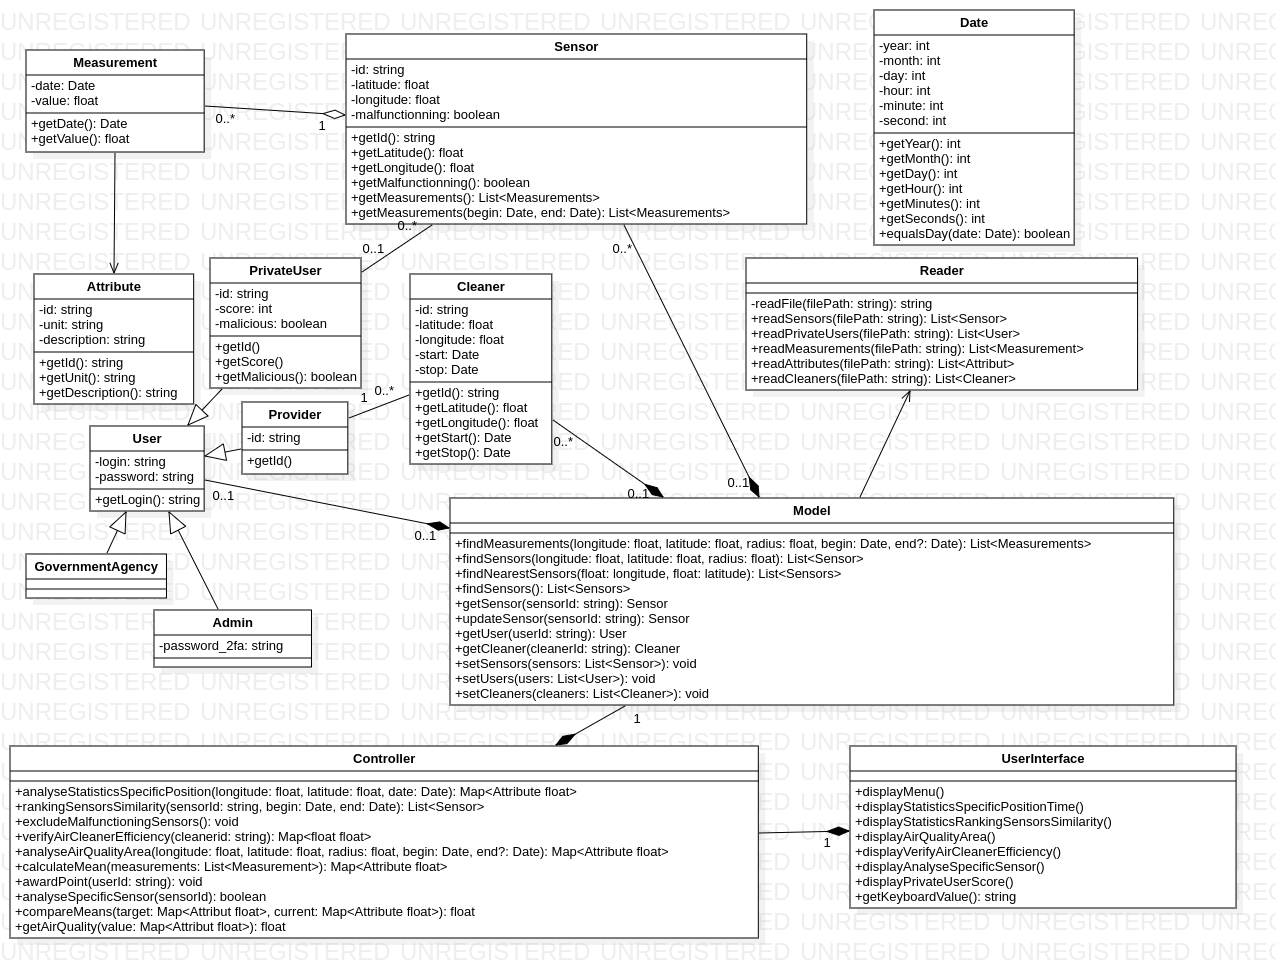 Measurement
-date: Date
-value: float
+getDate(): Date
+getValue(): float
0..*
1
Sensor
-id: string
-latitude: float
-longitude: float
-malfunctionning: boolean
+getId(): string
+getLatitude(): float
+getLongitude(): float
+getMalfunctionning(): boolean
+getMeasurements(): List<Measurements>
+getMeasurements(begin: Date, end: Date): List<Measurements>
0..*
0..1
0..*
Date
-year: int
-month: int
-day: int
-hour: int
-minute: int
-second: int
+getYear(): int
+getMonth(): int
+getDay(): int
+getHour(): int
+getMinutes(): int
+getSeconds(): int
+equalsDay(date: Date): boolean
Attribute
-id: string
-unit: string
-description: string
+getId(): string
+getUnit(): string
+getDescription(): string
PrivateUser
-id: string
-score: int
-malicious: boolean
+getId()
+getScore()
+getMalicious(): boolean
Cleaner
-id: string
-latitude: float
-longitude: float
-start: Date
-stop: Date
+getId(): string
+getLatitude(): float
+getLongitude(): float
+getStart(): Date
+getStop(): Date
Reader
-readFile(filePath: string): string
+readSensors(filePath: string): List<Sensor>
+readPrivateUsers(filePath: string): List<User>
+readMeasurements(filePath: string): List<Measurement>
+readAttributes(filePath: string): List<Attribut>
+readCleaners(filePath: string): List<Cleaner>
1
0..*
Provider
-id: string
+getId()
User
-login: string
-password: string
+getLogin(): string
0..1
0..1
0..*
0..1
0..1
GovernmentAgency
Admin
-password_2fa: string
Model
+findMeasurements(longitude: float, latitude: float, radius: float, begin: Date, end?: Date): List<Measurements>
+findSensors(longitude: float, latitude: float, radius: float): List<Sensor>
+findNearestSensors(float: longitude, float: latitude): List<Sensors>
+findSensors(): List<Sensors>
+getSensor(sensorId: string): Sensor
+updateSensor(sensorId: string): Sensor
+getUser(userId: string): User
+getCleaner(cleanerId: string): Cleaner
+setSensors(sensors: List<Sensor>): void
+setUsers(users: List<User>): void
+setCleaners(cleaners: List<Cleaner>): void
1
Controller
+analyseStatisticsSpecificPosition(longitude: float, latitude: float, date: Date): Map<Attribute float>
+rankingSensorsSimilarity(sensorId: string, begin: Date, end: Date): List<Sensor>
+excludeMalfunctioningSensors(): void
+verifyAirCleanerEfficiency(cleanerid: string): Map<float float>
+analyseAirQualityArea(longitude: float, latitude: float, radius: float, begin: Date, end?: Date): Map<Attribute float>
+calculateMean(measurements: List<Measurement>): Map<Attribute float>
+awardPoint(userId: string): void
+analyseSpecificSensor(sensorId): boolean
+compareMeans(target: Map<Attribut float>, current: Map<Attribute float>): float
+getAirQuality(value: Map<Attribut float>): float
1
UserInterface
+displayMenu()
+displayStatisticsSpecificPositionTime()
+displayStatisticsRankingSensorsSimilarity()
+displayAirQualityArea()
+displayVerifyAirCleanerEfficiency()
+displayAnalyseSpecificSensor()
+displayPrivateUserScore()
+getKeyboardValue(): string
UNREGISTERED